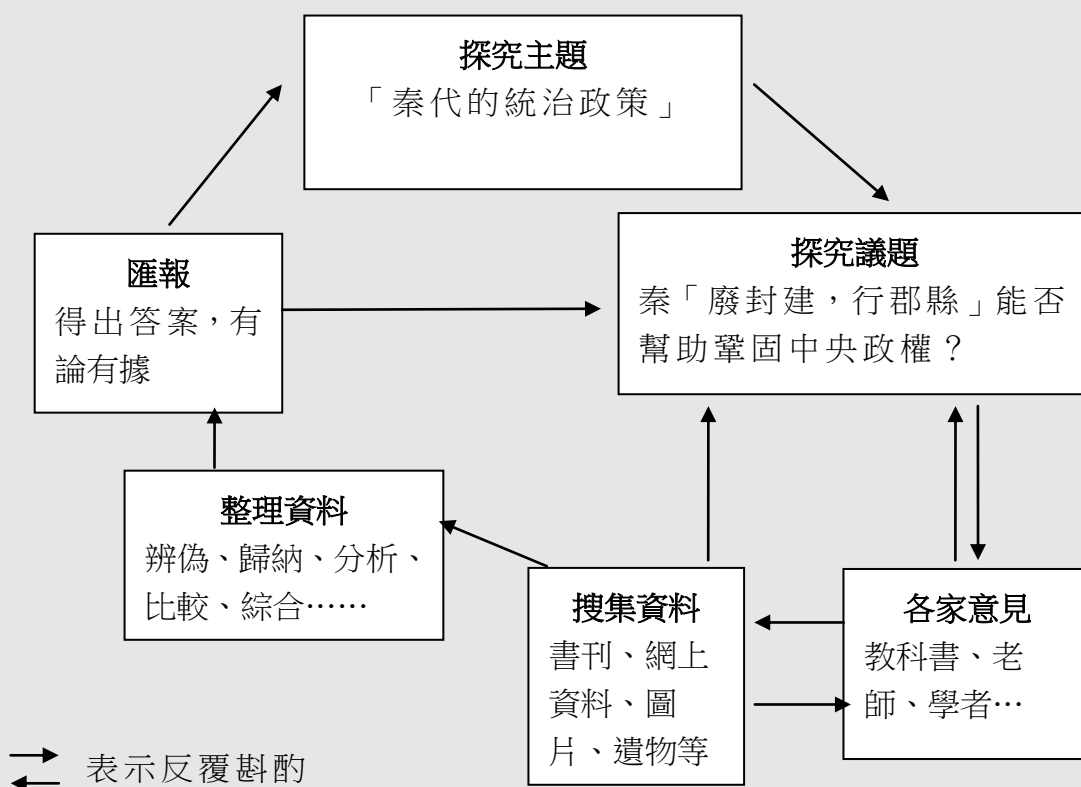 探究主題
「秦代的統治政策」
匯報
得出答案，有
論有據
探究議題
秦「廢封建，行郡縣」能否
幫助鞏固中央政權？
整理資料
辨偽、歸納、分析、
比較、綜合……
搜集資料
書刊、網上
資料、圖
片、遺物等
各家意見
教科書、老
師、學者…
表示反覆斟酌